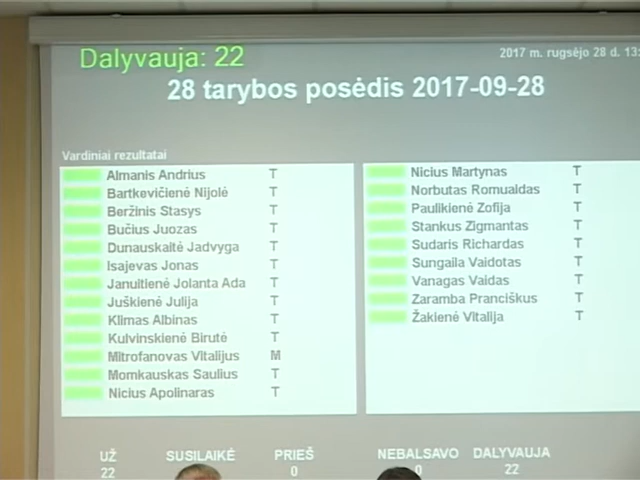 Dalyvauja: 22
2017 m. rugsėjo 28 d. 13:
28 tarybos posėdis 2017-09-28
Vardiniai rezultatai
Almanis Andrius T
Bartkevičienė Nijolė T
Beržinis Stasys T
Bučius Juozas T
Dunauskaitė Jadvyga T
Isajevas Jonas T
Janutienė Jolanta Ada T
Juškienė Julija T
Klimas Albinas T
Kulvinskienė Birutė T
Mitrofanovas Vitalijus M
Momkauskas Saulius T
Nicius Apolinaras T
Nicius Martynas T
Norbutas Romualdas T
Paulikienė Zofija T
Stankus Zigmantas T
Sudaris Richardas T
Sungaila Vaidotas T
Vanagas Vaidas T
Zaramba Pranciškus T
Žakienė Vitalija T
UŽ SUSILAIKĖ PRIEŠ NEBALSAVO DALYVAUJA
22 0 0 22